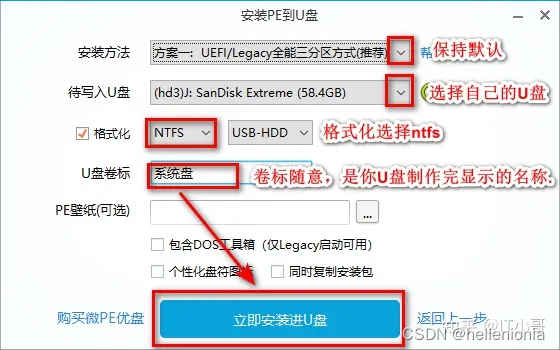 安装PE到U盘
安装方法 方案一：UEFI/Legacy全能三分区方式(推荐) 帮 保持默认
待写入U盘 (hd3)J: SanDisk Extreme (58.4GB) 选择自己的U盘
格式化 NTFS USB-HDD 格式化选择ntfs
U盘卷标 系统盘 卷标随意，是你U盘制作完显示的名称.
PE壁纸(可选) ...
包含DOS工具箱（仅Legacy启动可用）
个性化盘符图标 同时复制安装包
购买微PE优盘 立即安装进U盘 返回上一步
知乎 @IT小哥
CSDN @hellenionia